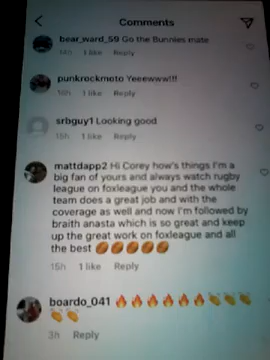 Comments
bear_ward_59 Go the Bunnies mate
1 like Reply
punkrockmoto Yeeewww!!!
1 like Reply
srbguy1 Looking good
15h 1 like Reply
mattdapp2 Hi Corey how's things I'm a
big fan of yours and always watch rugby
league on foxleague you and the whole
team does a great job and with the
coverage as well and now I'm followed by
braith anasta which is so great and keep
up the great work on foxleague and all
the best 🏉🏉🏉🏉🏉
15h 1 like Reply
boardo_041 🔥🔥🔥🔥🔥🔥👏👏👏
👏👏
3h Reply